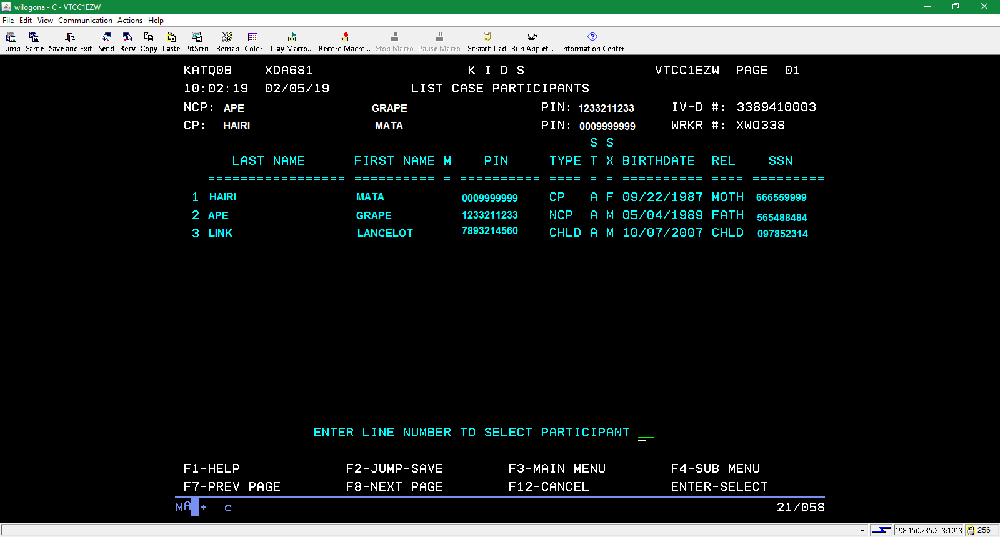 wilogona - C - VTCC1EZW
File Edit View Communication Actions Help
Jump Same Save and Exit Send Recv Copy Paste PrtScrn Remap Color Play Macro... Record Macro... Stop Macro Pause Macro Scratch Pad Run Applet... Information Center
KATQ0B XDA681 K I D S VTCC1EZW PAGE 01
10:02:19 02/05/19 LIST CASE PARTICIPANTS
NCP: APE GRAPE PIN: 1233211233 IV-D #: 3389410003
CP: HAIRI MATA PIN: 0009999999 WRKR #: XWO338
S S
LAST NAME FIRST NAME M PIN TYPE T X BIRTHDATE REL SSN
================= ========== = ========== ==== = = ========== ==== =========
1 HAIRI MATA 0009999999 CP A F 09/22/1987 MOTH 666559999
2 APE GRAPE 1233211233 NCP A M 05/04/1989 FATH 565488484
3 LINK LANCELOT 7893214560 CHLD A M 10/07/2007 CHLD 097852314
ENTER LINE NUMBER TO SELECT PARTICIPANT __
F1-HELP F2-JUMP-SAVE F3-MAIN MENU F4-SUB MENU
F7-PREV PAGE F8-NEXT PAGE F12-CANCEL ENTER-SELECT
MA + C 21/058
198.150.235.253:1013 256